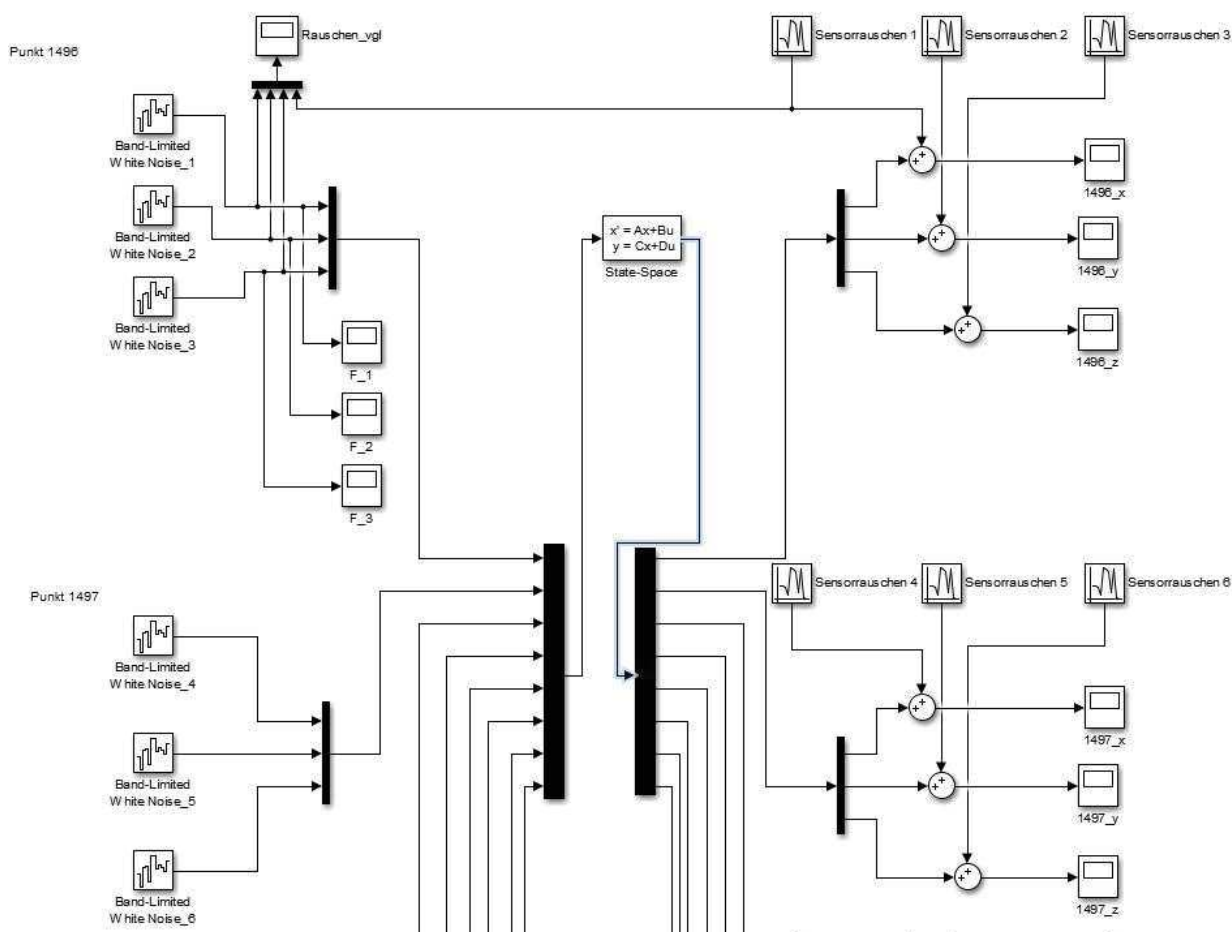 Rauschen_vgl
Sensorrauschen 1
Sensorrauschen 2
Sensorrauschen 3
Punkt 1496
Band-Limited
White Noise_1
+
+
1496_x
Band-Limited
White Noise_2
x' = Ax+Bu
y = Cx+Du
State-Space
+
+
1496_y
Band-Limited
White Noise_3
+
+
1496_z
F_1
F_2
F_3
Punkt 1497
Sensorrauschen 4
Sensorrauschen 5
Sensorrauschen 6
Band-Limited
White Noise_4
+
+
1497_x
Band-Limited
White Noise_5
+
+
1497_y
Band-Limited
White Noise_6
+
+
1497_z